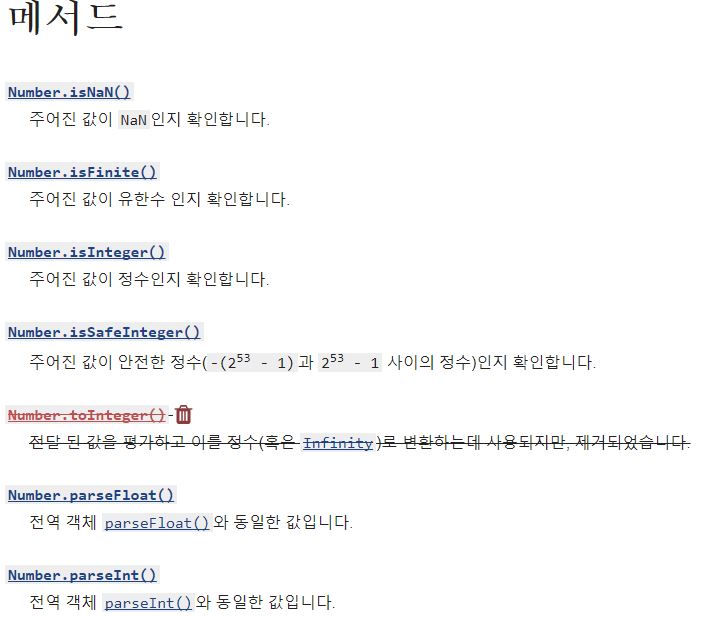 메서드
Number.isNaN()
주어진 값이 NaN인지 확인합니다.
Number.isFinite()
주어진 값이 유한수 인지 확인합니다.
Number.isInteger()
주어진 값이 정수인지 확인합니다.
Number.isSafeInteger()
주어진 값이 안전한 정수(-(2⁵³ - 1)과 2⁵³ - 1 사이의 정수)인지 확인합니다.
Number.toInteger()-
전달 된 값을 평가하고 이를 정수(혹은 Infinity)로 변환하는데 사용되지만, 제거되었습니다.
Number.parseFloat()
전역 객체 parseFloat()와 동일한 값입니다.
Number.parseInt()
전역 객체 parseInt()와 동일한 값입니다.